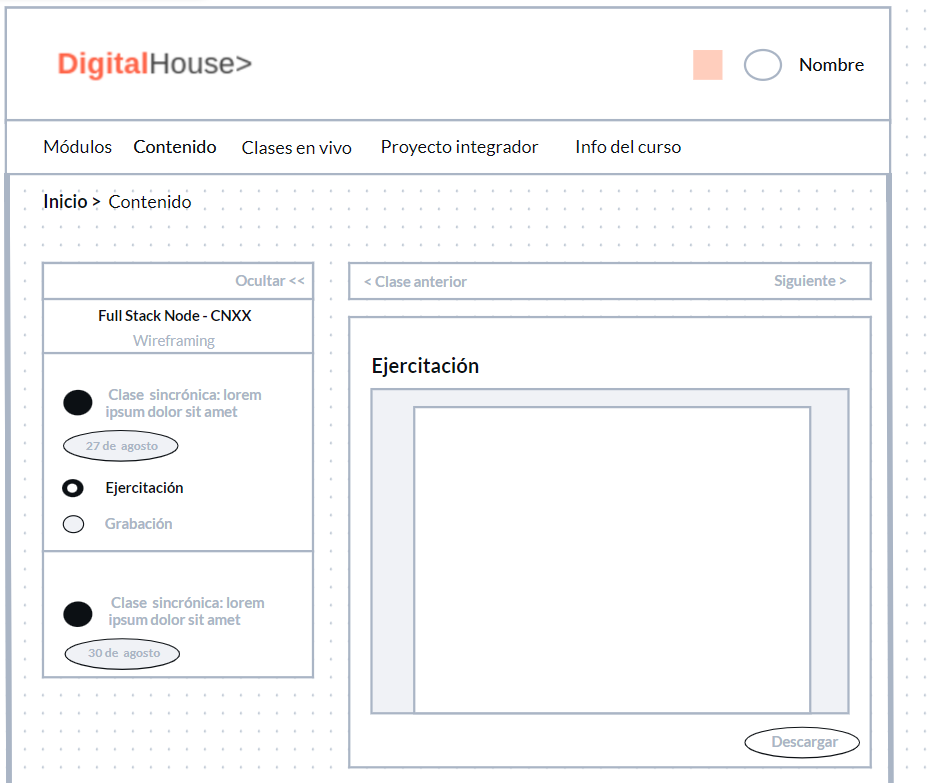 DigitalHouse>
Nombre
Módulos Contenido Clases en vivo Proyecto integrador Info del curso
Inicio > Contenido
Ocultar <<
Full Stack Node - CNXX
Wireframing
Clase sincrónica: lorem
ipsum dolor sit amet
27 de agosto
Ejercitación
Grabación
Clase sincrónica: lorem
ipsum dolor sit amet
30 de agosto
< Clase anterior Siguiente >
Ejercitación
Descargar